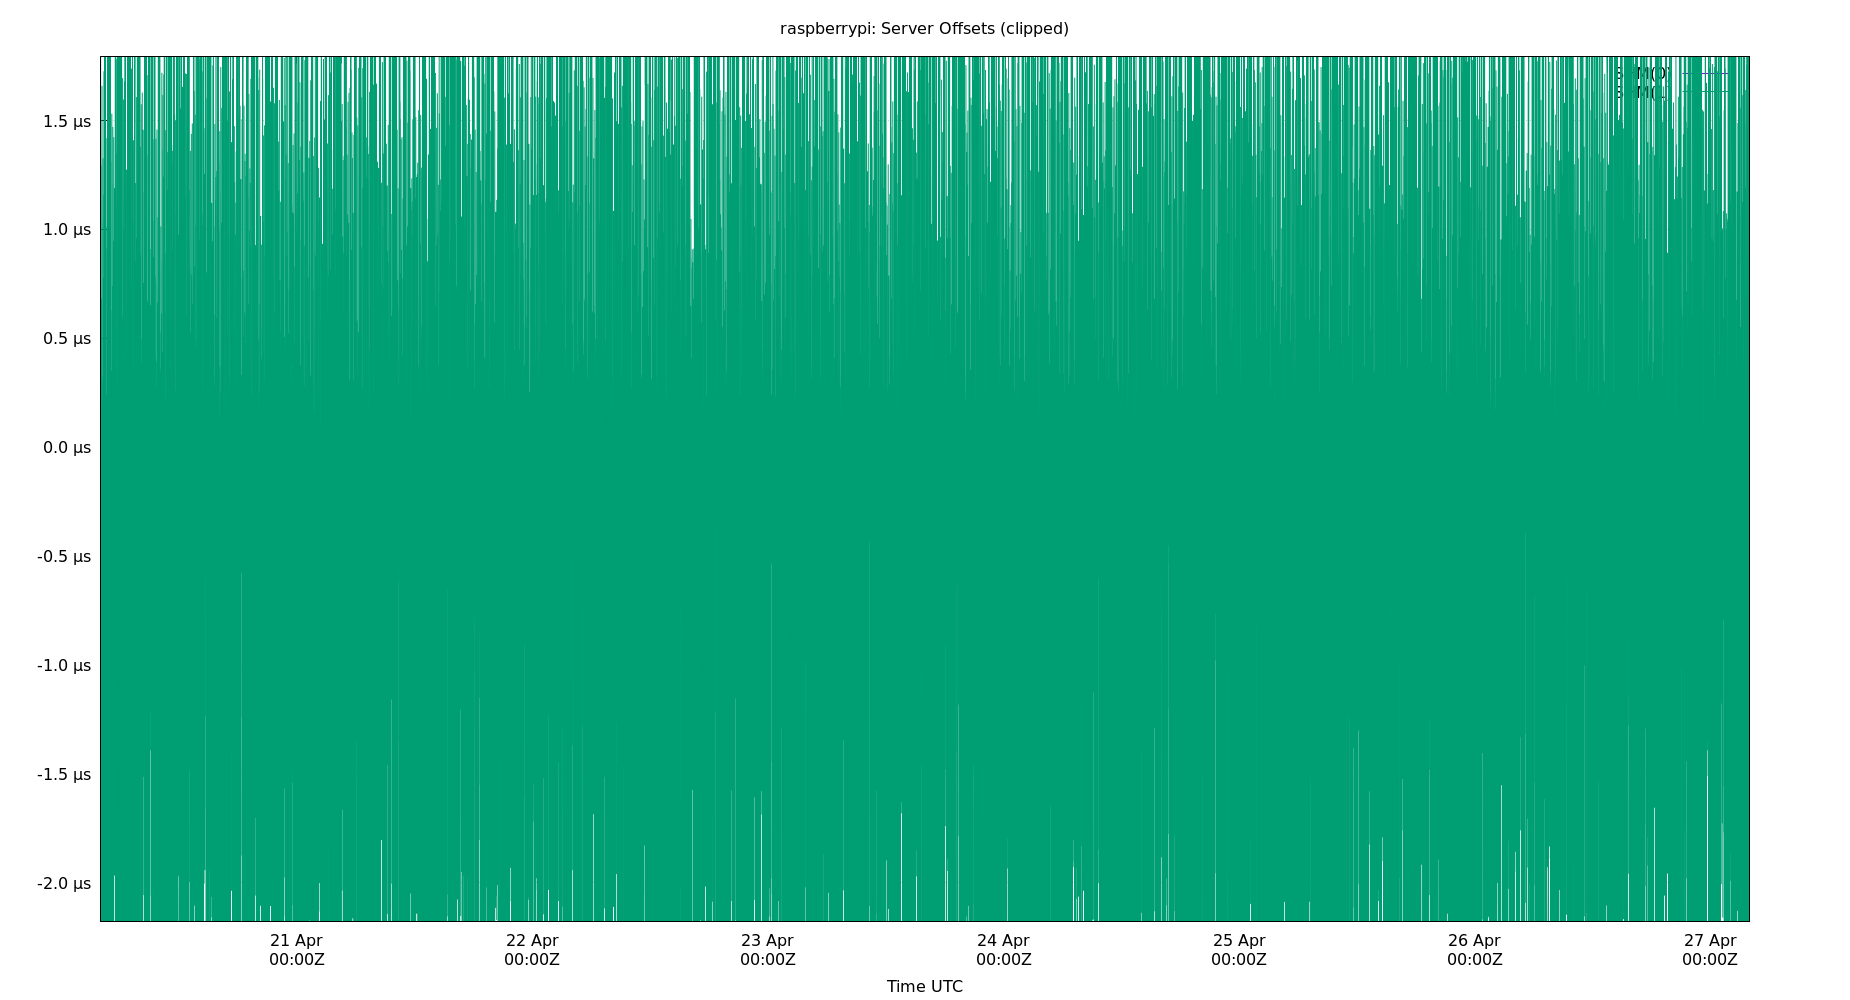 raspberrypi: Server Offsets (clipped)
1.5 µs
1.0 µs
0.5 µs
0.0 µs
-0.5 µs
-1.0 µs
-1.5 µs
-2.0 µs
21 Apr
00:00Z
22 Apr
00:00Z
23 Apr
00:00Z
24 Apr
00:00Z
25 Apr
00:00Z
26 Apr
00:00Z
27 Apr
00:00Z
Time UTC